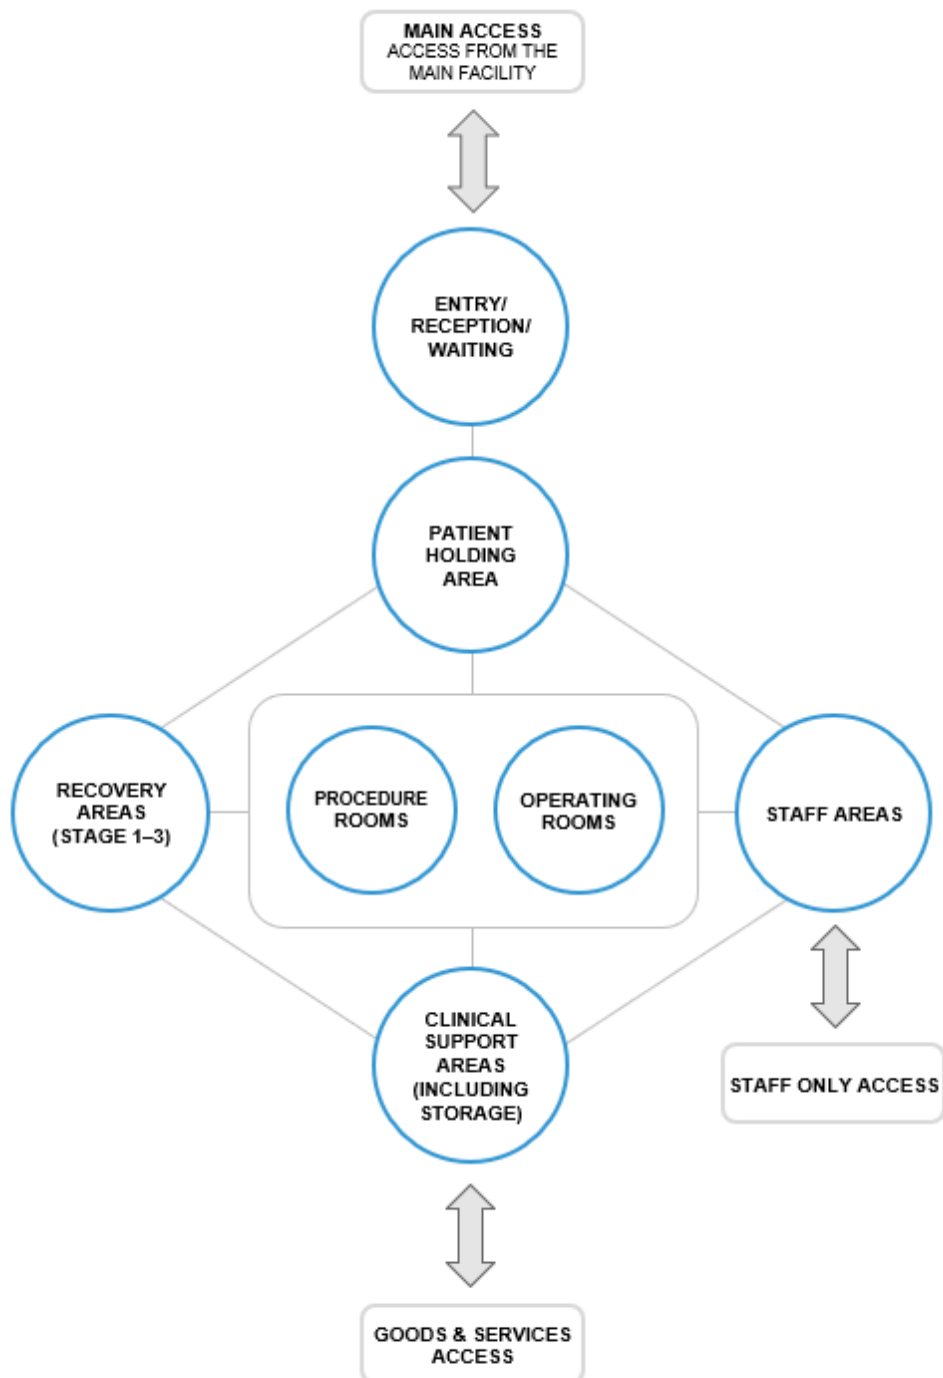 MAIN ACCESS
ACCESS FROM THE
MAIN FACILITY
ENTRY/
RECEPTION/
WAITING
PATIENT
HOLDING
AREA
RECOVERY
AREAS
(STAGE 1–3)
PROCEDURE
ROOMS
OPERATING
ROOMS
STAFF AREAS
CLINICAL
SUPPORT
AREAS
(INCLUDING
STORAGE)
STAFF ONLY ACCESS
GOODS & SERVICES
ACCESS